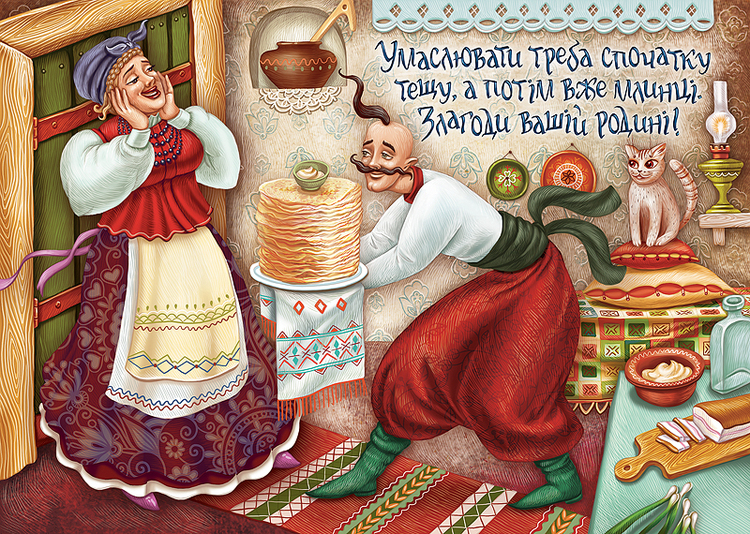 Умаслювати треба спочатку
тещу, а потім вже млинці.
Злагоди вашій родині!